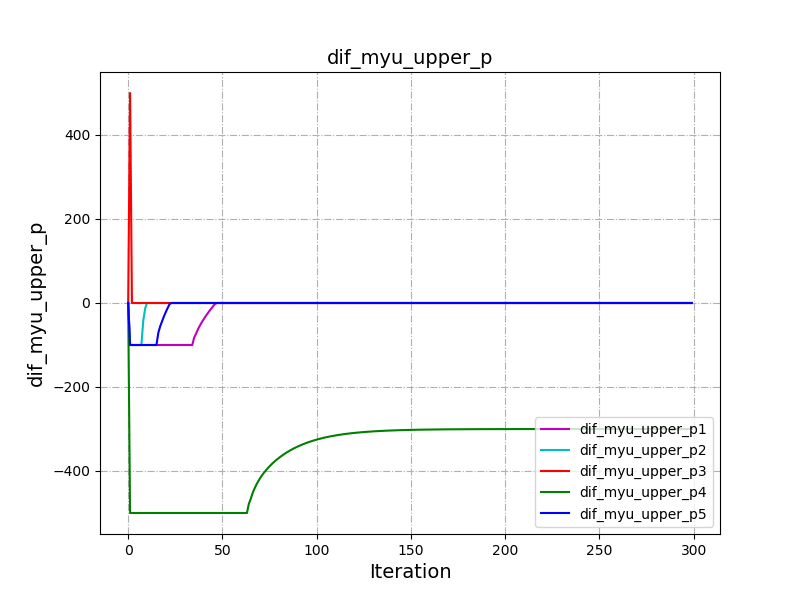 dif_myu_upper_p
dif_myu_upper_p
400
200
0
−200
−400
0
50
100
150
200
250
300
Iteration
dif_myu_upper_p1
dif_myu_upper_p2
dif_myu_upper_p3
dif_myu_upper_p4
dif_myu_upper_p5